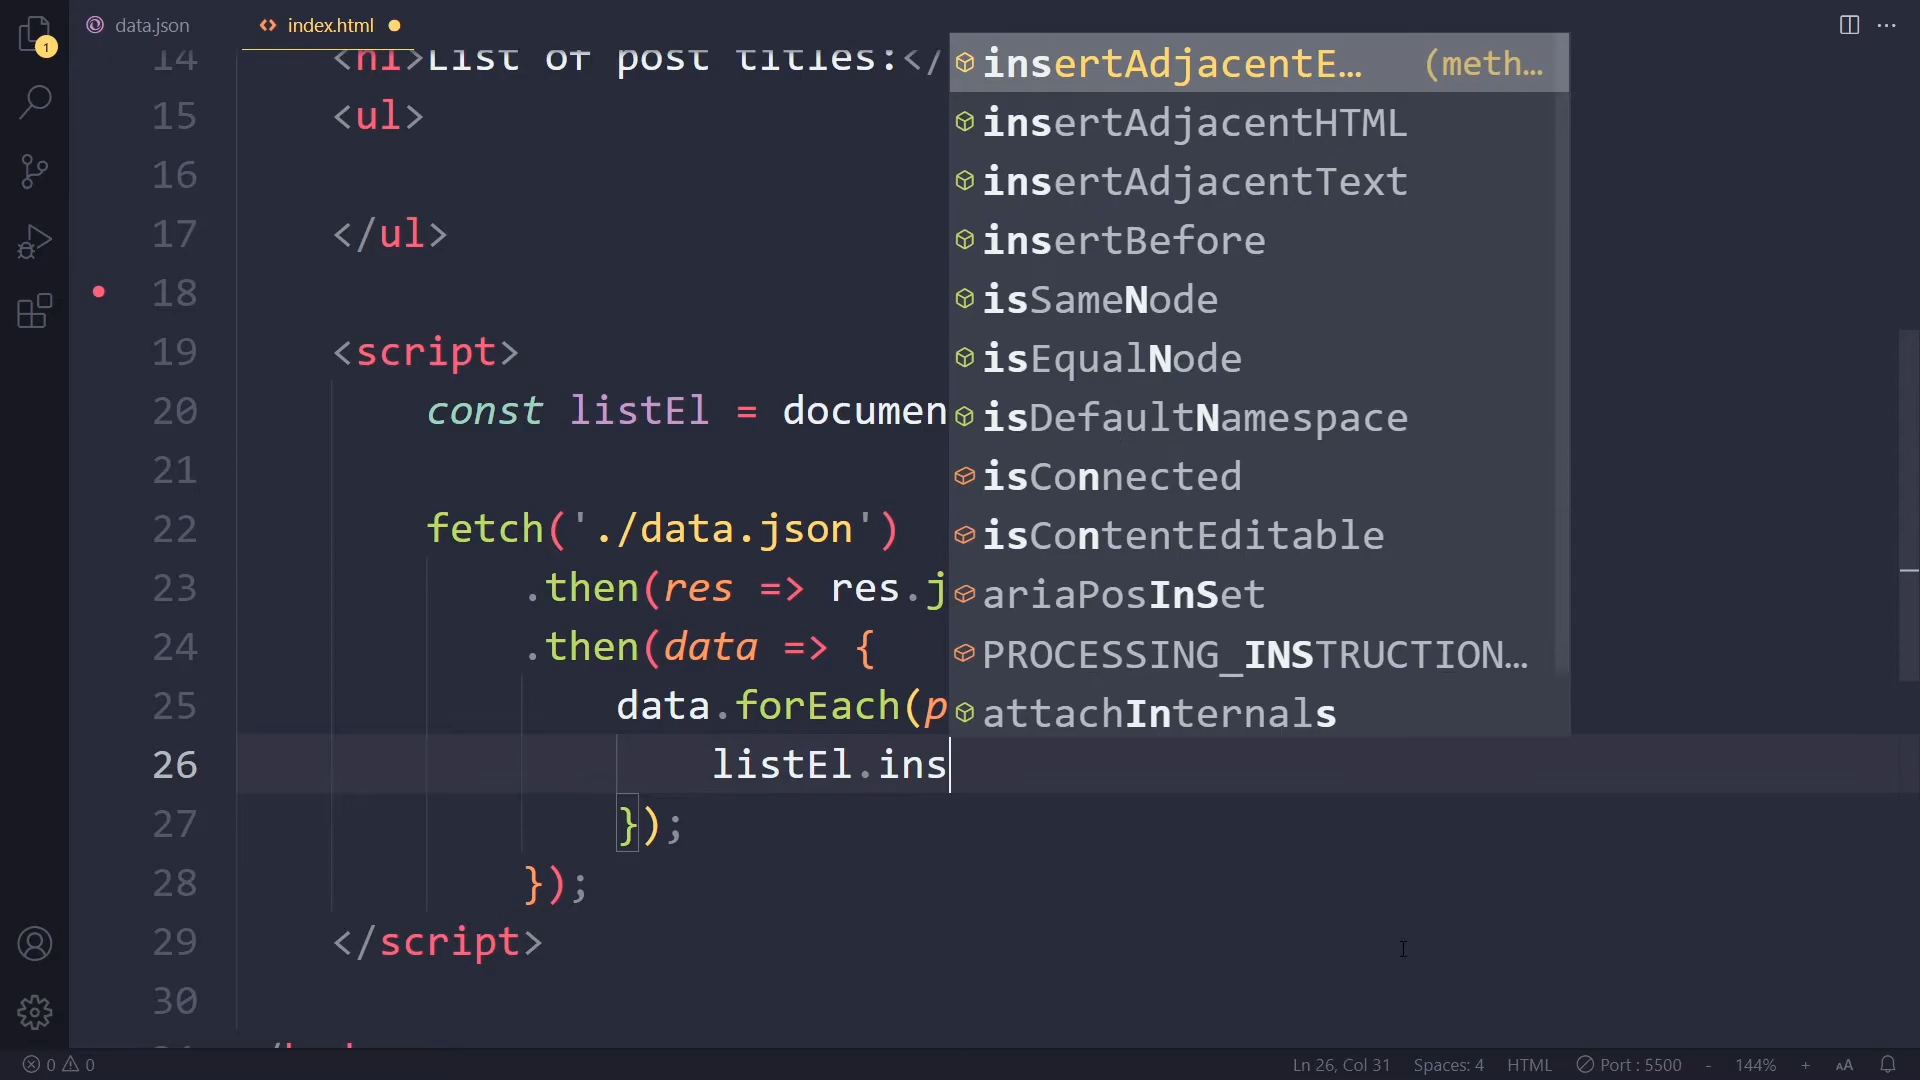 1
data.json
<> index.html
14 <h1>List of post titles:</
15 <ul>
16
17 </ul>
18
19 <script>
20 const listEl = documen
21
22 fetch('./data.json')
23 .then(res => res.j
24 .then(data => {
25 data.forEach(p
26 listEl.ins
27 });
28 });
29 </script>
30
insertAdjacentE… (meth…
insertAdjacentHTML
insertAdjacentText
insertBefore
isSameNode
isEqualNode
isDefaultNamespace
isConnected
isContentEditable
ariaPosInSet
PROCESSING_INSTRUCTION…
attachInternals
0 0 Ln 26, Col 31 Spaces: 4 HTML Port : 5500 - 144% + AA